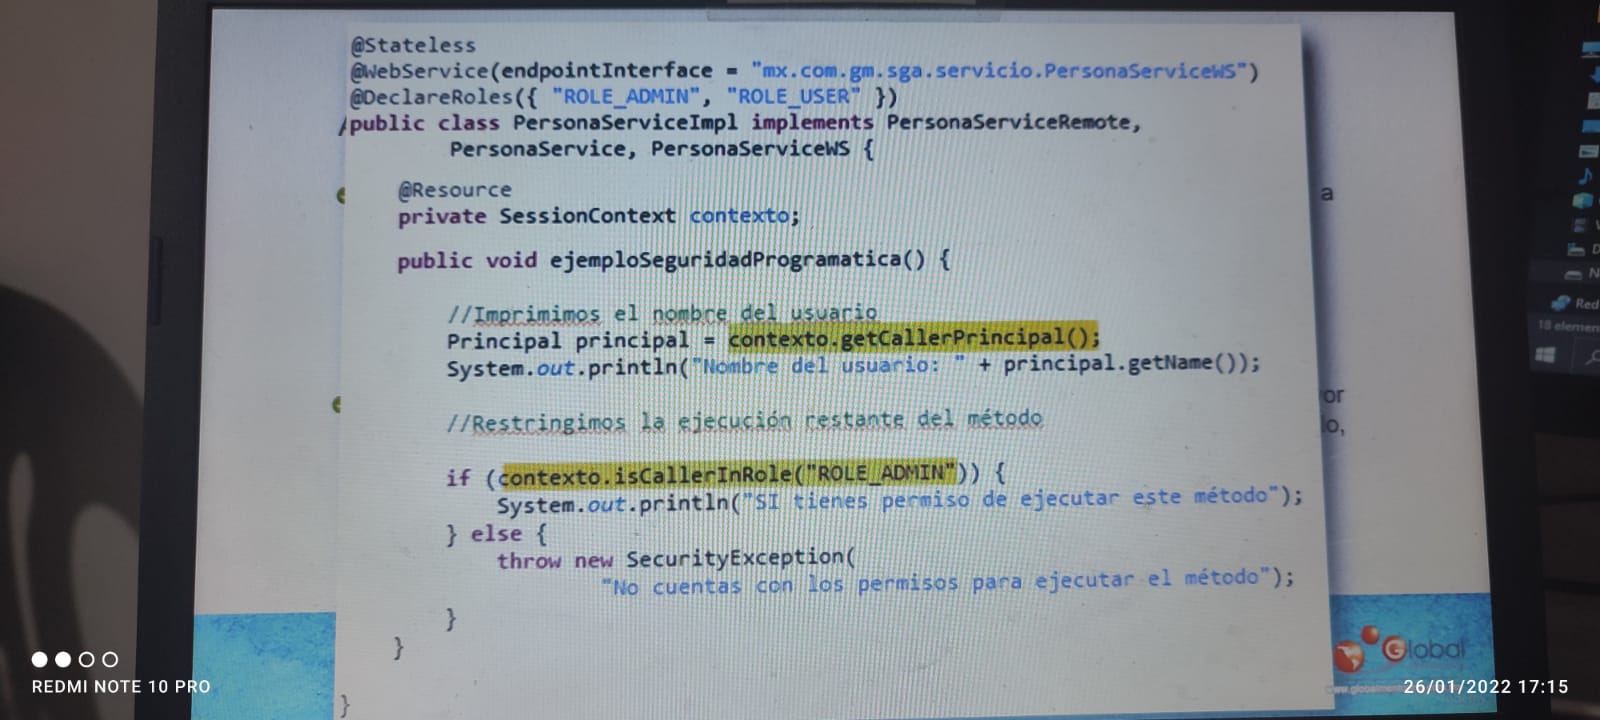 @Stateless
@WebService(endpointInterface = "mx.com.gm.sga.servicio.PersonaServiceWS")
@DeclareRoles({ "ROLE_ADMIN", "ROLE_USER" })
public class PersonaServiceImpl implements PersonaServiceRemote,
PersonaService, PersonaServiceWS {
@Resource
private SessionContext contexto;
public void ejemploSeguridadProgramatica() {
//Imprimimos el nombre del usuario
Principal principal = contexto.getCallerPrincipal();
System.out.println("Nombre del usuario: " + principal.getName());
//Restringimos la ejecución restante del método
if (contexto.isCallerInRole("ROLE_ADMIN")) {
System.out.println("SI tienes permiso de ejecutar este método");
} else {
throw new SecurityException(
"No cuentas con los permisos para ejecutar el método");
}
}
}
a
or
lo,
Global
Red
18 elemen
REDMI NOTE 10 PRO
26/01/2022 17:15